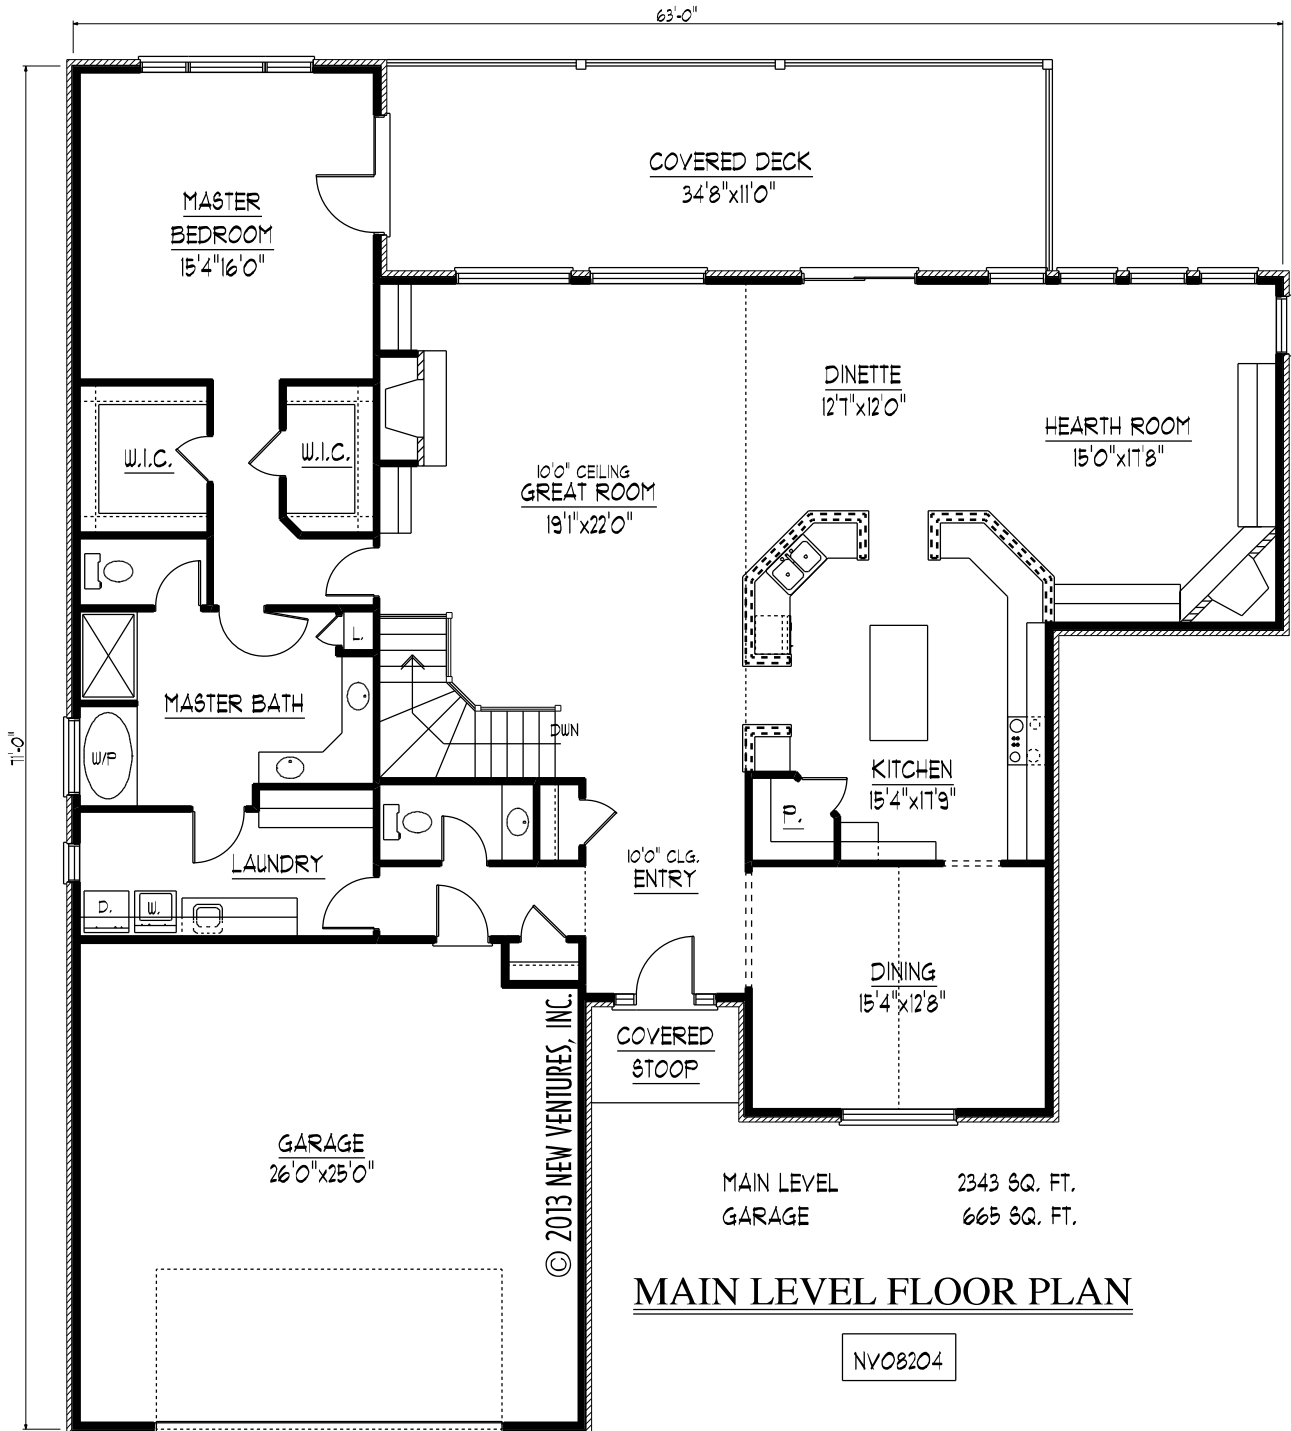 63'-0"
COVERED DECK
34'8"x11'0"
MASTER
BEDROOM
15'4"16'0"
DINETTE
12'7"x12'0"
HEARTH ROOM
15'0"x17'8"
W.I.C.
W.I.C.
10'0" CEILING
GREAT ROOM
19'1"x22'0"
L.
MASTER BATH
DWN
71'-0"
W/P
KITCHEN
15'4"x17'9"
P.
LAUNDRY
10'0" CLG.
ENTRY
D.
W.
DINING
15'4"x12'8"
COVERED
STOOP
© 2013 NEW VENTURES, INC.
GARAGE
26'0"x25'0"
MAIN LEVEL 2343 SQ. FT.
GARAGE 665 SQ. FT.
MAIN LEVEL FLOOR PLAN
NV08204